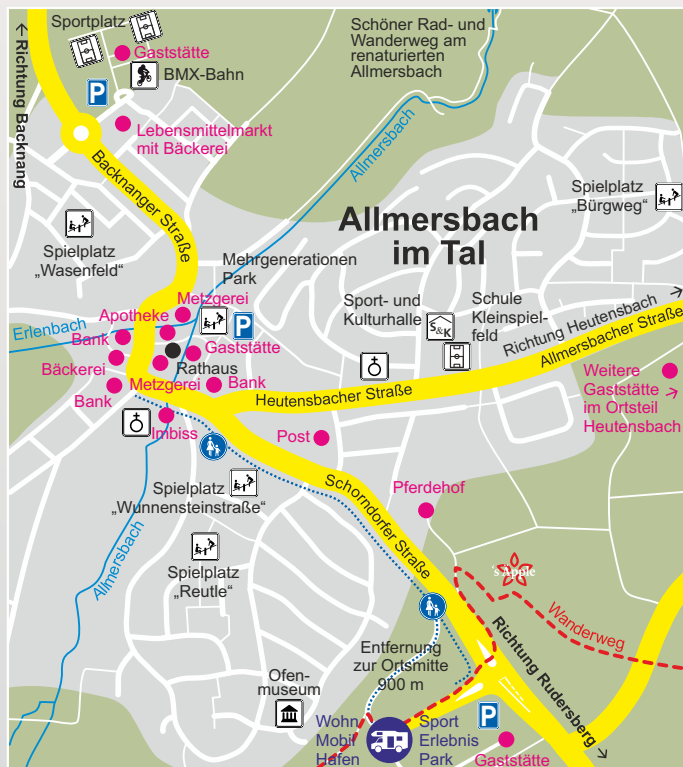 Sportplatz
← Richtung Backnang
Gaststätte
BMX-Bahn
P
Lebensmittelmarkt
mit Bäckerei
Schöner Rad- und
Wanderweg am
renaturierten
Allmersbach
Allmersbach
Backnanger Straße
Spielplatz
„Wasenfeld“
Allmersbach
im Tal
Spielplatz
„Bürgweg“
Mehrgenerationen
Park
Metzgerei
Apotheke
Erlenbach
Bank
P
Gaststätte
Bäckerei
Rathaus
Metzgerei
Bank
Bank
Imbiss
Sport- und
Kulturhalle
S&K
Schule
Kleinspiel-
feld
Richtung Heutensbach →
Allmersbacher Straße
Heutensbacher Straße
Weitere
Gaststätte
im Ortsteil
Heutensbach
Post
Spielplatz
„Wunnensteinstraße“
Schorndorfer Straße
Pferdehof
Allmersbach
Spielplatz
„Reutle“
's Äpple
Wanderweg
Entfernung
zur Ortsmitte
900 m
Richtung Rudersberg →
Ofen-
museum
Wohn
Mobil
Hafen
Sport
Erlebnis
Park
P
Gaststätte